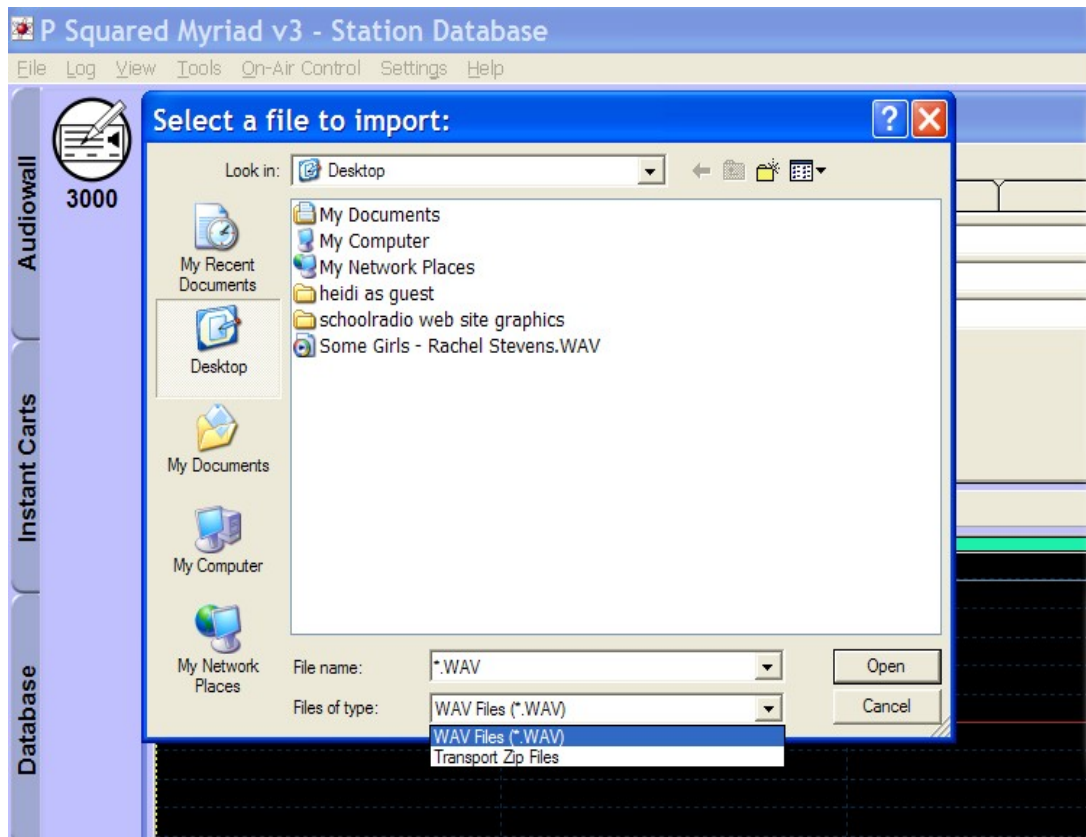 P Squared Myriad v3 - Station Database
File Log View Tools On-Air Control Settings Help
Audiowall
Instant Carts
Database
3000
Select a file to import:
Look in: Desktop
My Recent Documents
Desktop
My Documents
My Computer
My Network Places
My Documents
My Computer
My Network Places
heidi as guest
schoolradio web site graphics
Some Girls - Rachel Stevens.WAV
File name: *.WAV Open
Files of type: WAV Files (*.WAV) Cancel
WAV Files (*.WAV)
Transport Zip Files